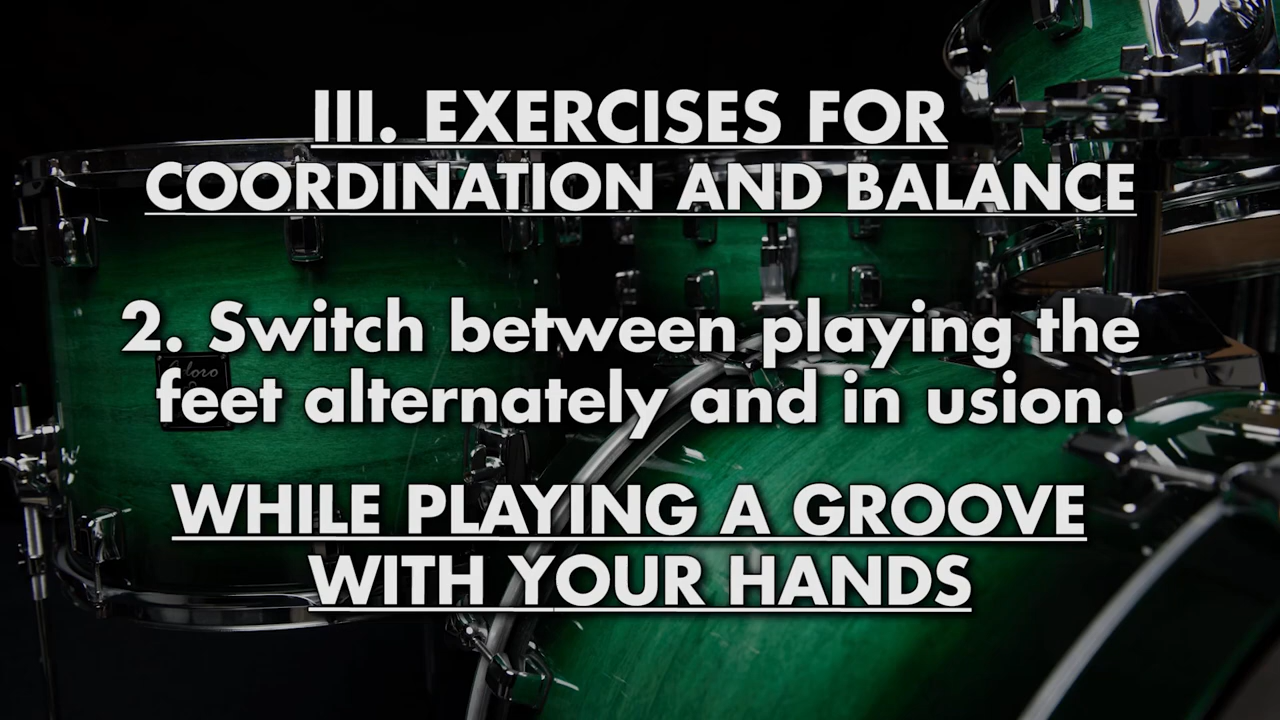 III. EXERCISES FOR
COORDINATION AND BALANCE
2. Switch between playing the
feet alternately and in usion.
WHILE PLAYING A GROOVE
WITH YOUR HANDS